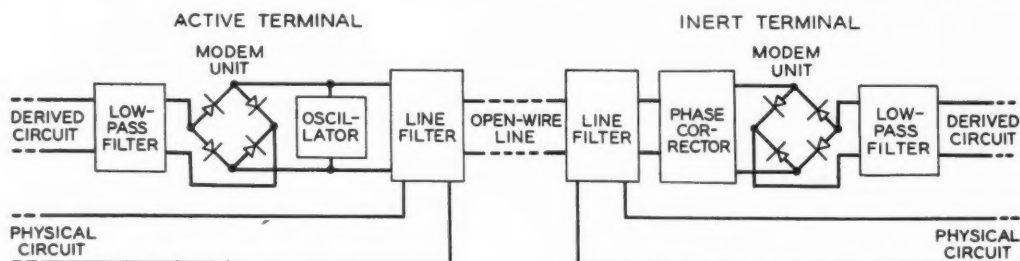 ACTIVE TERMINAL
INERT TERMINAL
MODEM
UNIT
MODEM
UNIT
DERIVED
CIRCUIT
LOW-
PASS
FILTER
OSCIL-
LATOR
LINE
FILTER
OPEN-WIRE
LINE
LINE
FILTER
PHASE
COR-
RECTOR
LOW-
PASS
FILTER
DERIVED
CIRCUIT
PHYSICAL
CIRCUIT
PHYSICAL
CIRCUIT